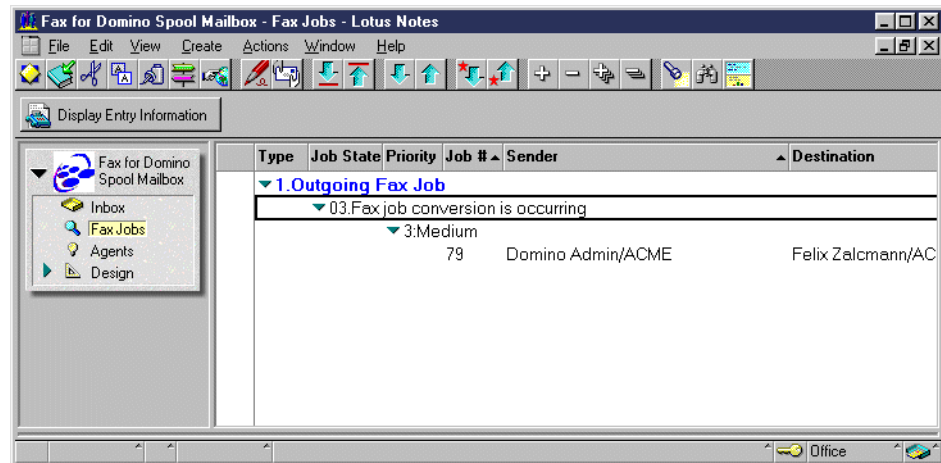 Fax for Domino Spool Mailbox - Fax Jobs - Lotus Notes
File Edit View Create Actions Window Help
Display Entry Information
Fax for Domino
Spool Mailbox
Inbox
Fax Jobs
Agents
Design
Type Job State Priority Job # Sender Destination
1.Outgoing Fax Job
03.Fax job conversion is occurring
3:Medium
79 Domino Admin/ACME Felix Zalcmann/AC
Office